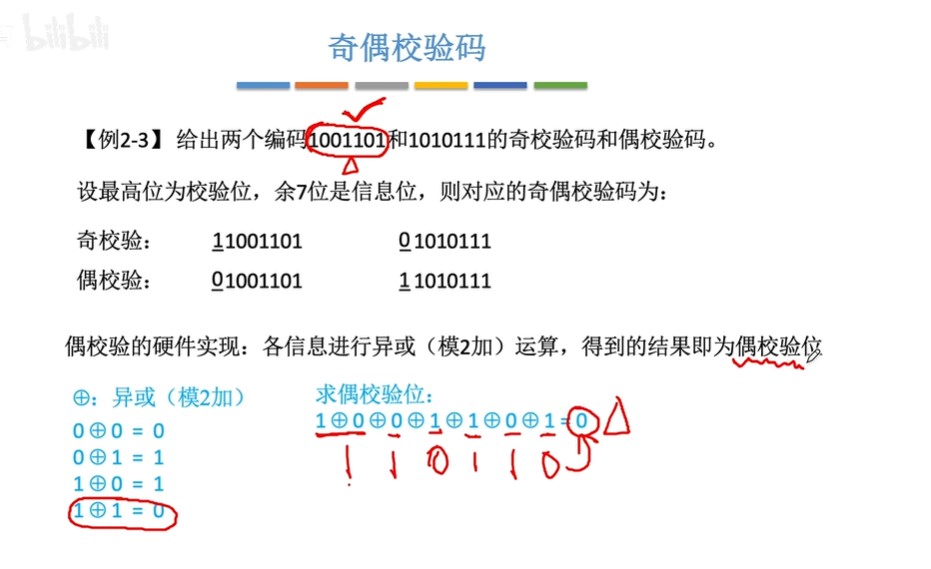 bilibili
奇偶校验码
【例2-3】给出两个编码1001101和1010111的奇校验码和偶校验码。
设最高位为校验位，余7位是信息位，则对应的奇偶校验码为：
奇校验： 11001101 01010111
偶校验： 01001101 11010111
偶校验的硬件实现：各信息进行异或（模2加）运算，得到的结果即为偶校验位
⊕：异或（模2加）
求偶校验位：
1⊕0⊕0⊕1⊕1⊕0⊕1=0
1 1 0 1 1 0
0⊕0 = 0
0⊕1 = 1
1⊕0 = 1
1⊕1 = 0